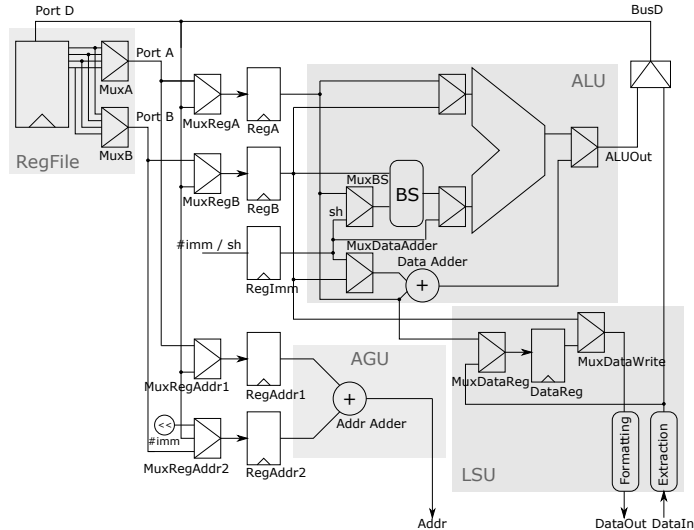 Port D
BusD
Port A
MuxA
MuxRegA
RegA
ALU
Port B
MuxB
RegFile
MuxRegB
RegB
MuxBS
BS
ALUOut
sh
#imm / sh
RegImm
MuxDataAdder
Data Adder
+
AGU
MuxRegAddr1
RegAddr1
+
Addr Adder
MuxDataReg
DataReg
MuxDataWrite
<<
#imm
MuxRegAddr2
RegAddr2
LSU
Formatting
Extraction
Addr
DataOut
DataIn